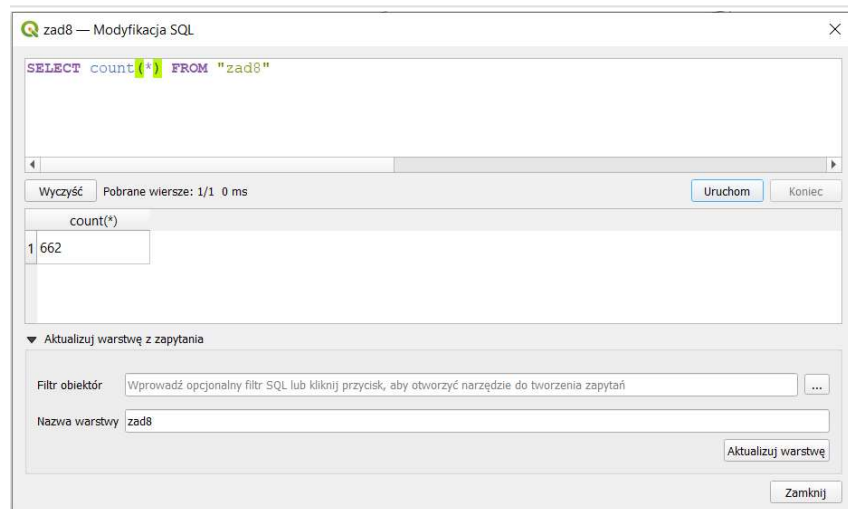 zad8 — Modyfikacja SQL
SELECT count(*) FROM "zad8"
Wyczyść Pobrane wiersze: 1/1 0 ms Uruchom Koniec
count(*)
1 662
Aktualizuj warstwę z zapytania
Filtr obiektór Wprowadź opcjonalny filtr SQL lub kliknij przycisk, aby otworzyć narzędzie do tworzenia zapytań ...
Nazwa warstwy zad8
Aktualizuj warstwę
Zamknij